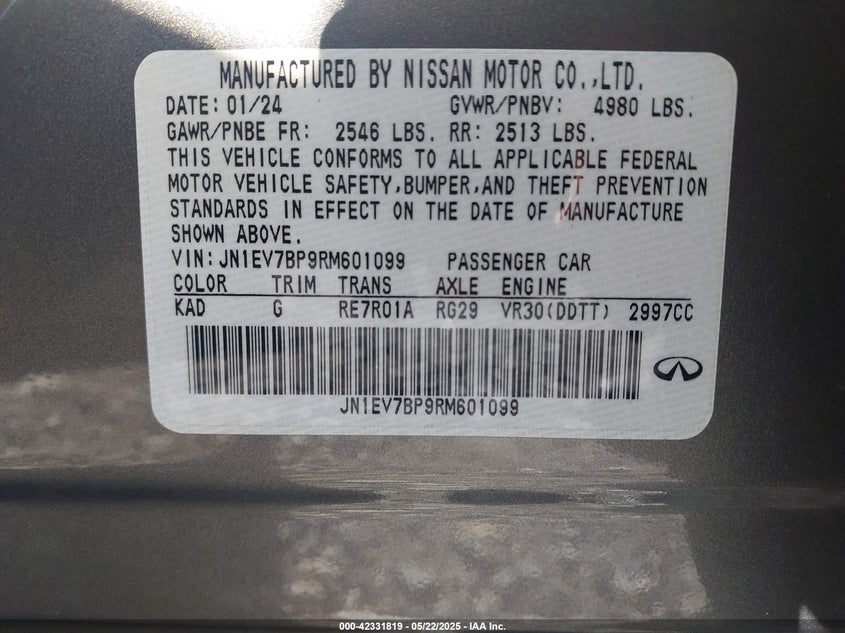 MANUFACTURED BY NISSAN MOTOR CO.,LTD.
DATE: 01/24 GVWR/PNBV: 4980 LBS.
GAWR/PNBE FR: 2546 LBS. RR: 2513 LBS.
THIS VEHICLE CONFORMS TO ALL APPLICABLE FEDERAL
MOTOR VEHICLE SAFETY,BUMPER,AND THEFT PREVENTION
STANDARDS IN EFFECT ON THE DATE OF MANUFACTURE
SHOWN ABOVE.
VIN:JN1EV7BP9RM601099 PASSENGER CAR
COLOR TRIM TRANS AXLE ENGINE
KAD G RE7R01A RG29 VR30(DDTT) 2997CC
JN1EV7BP9RM601099
000-42331819 - 05/22/2025 - IAA Inc.